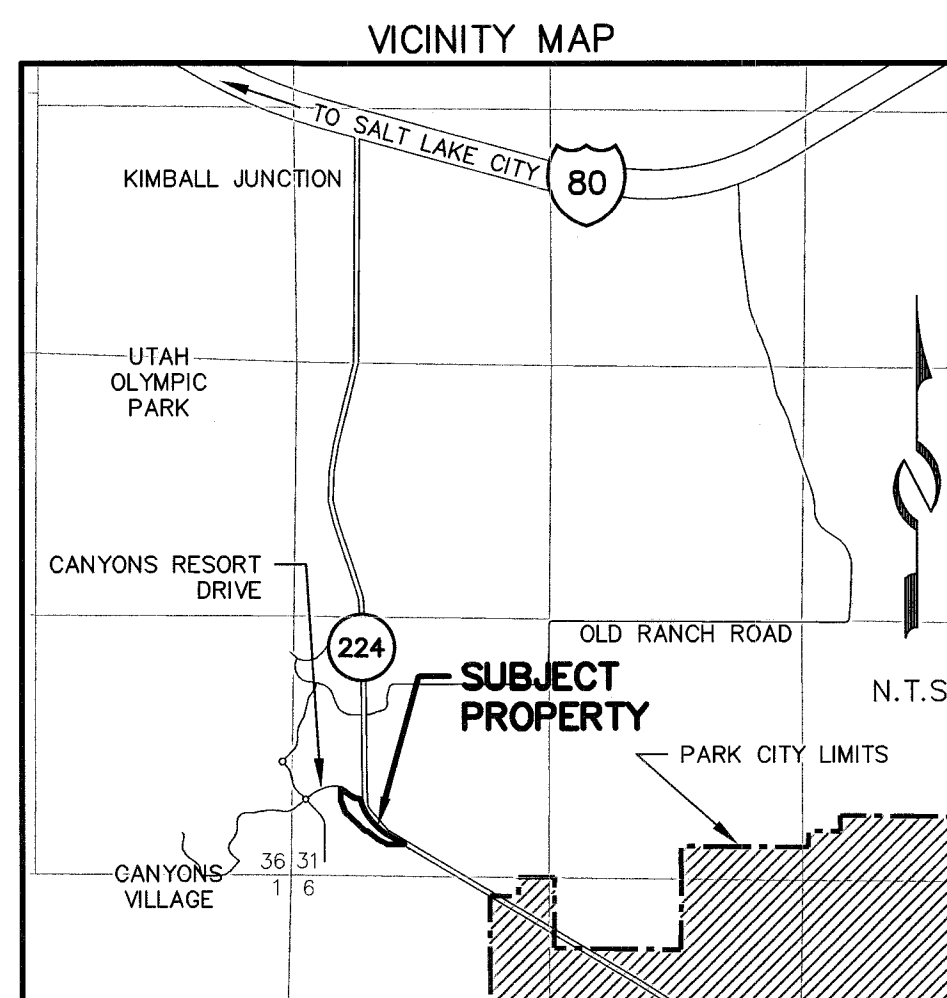 VICINITY MAP
TO SALT LAKE CITY
80
KIMBALL JUNCTION
UTAH
OLYMPIC
PARK
CANYONS RESORT
DRIVE
OLD RANCH ROAD
224
SUBJECT
PROPERTY
N.T.S
PARK CITY LIMITS
36 31
1 6
CANYONS
VILLAGE